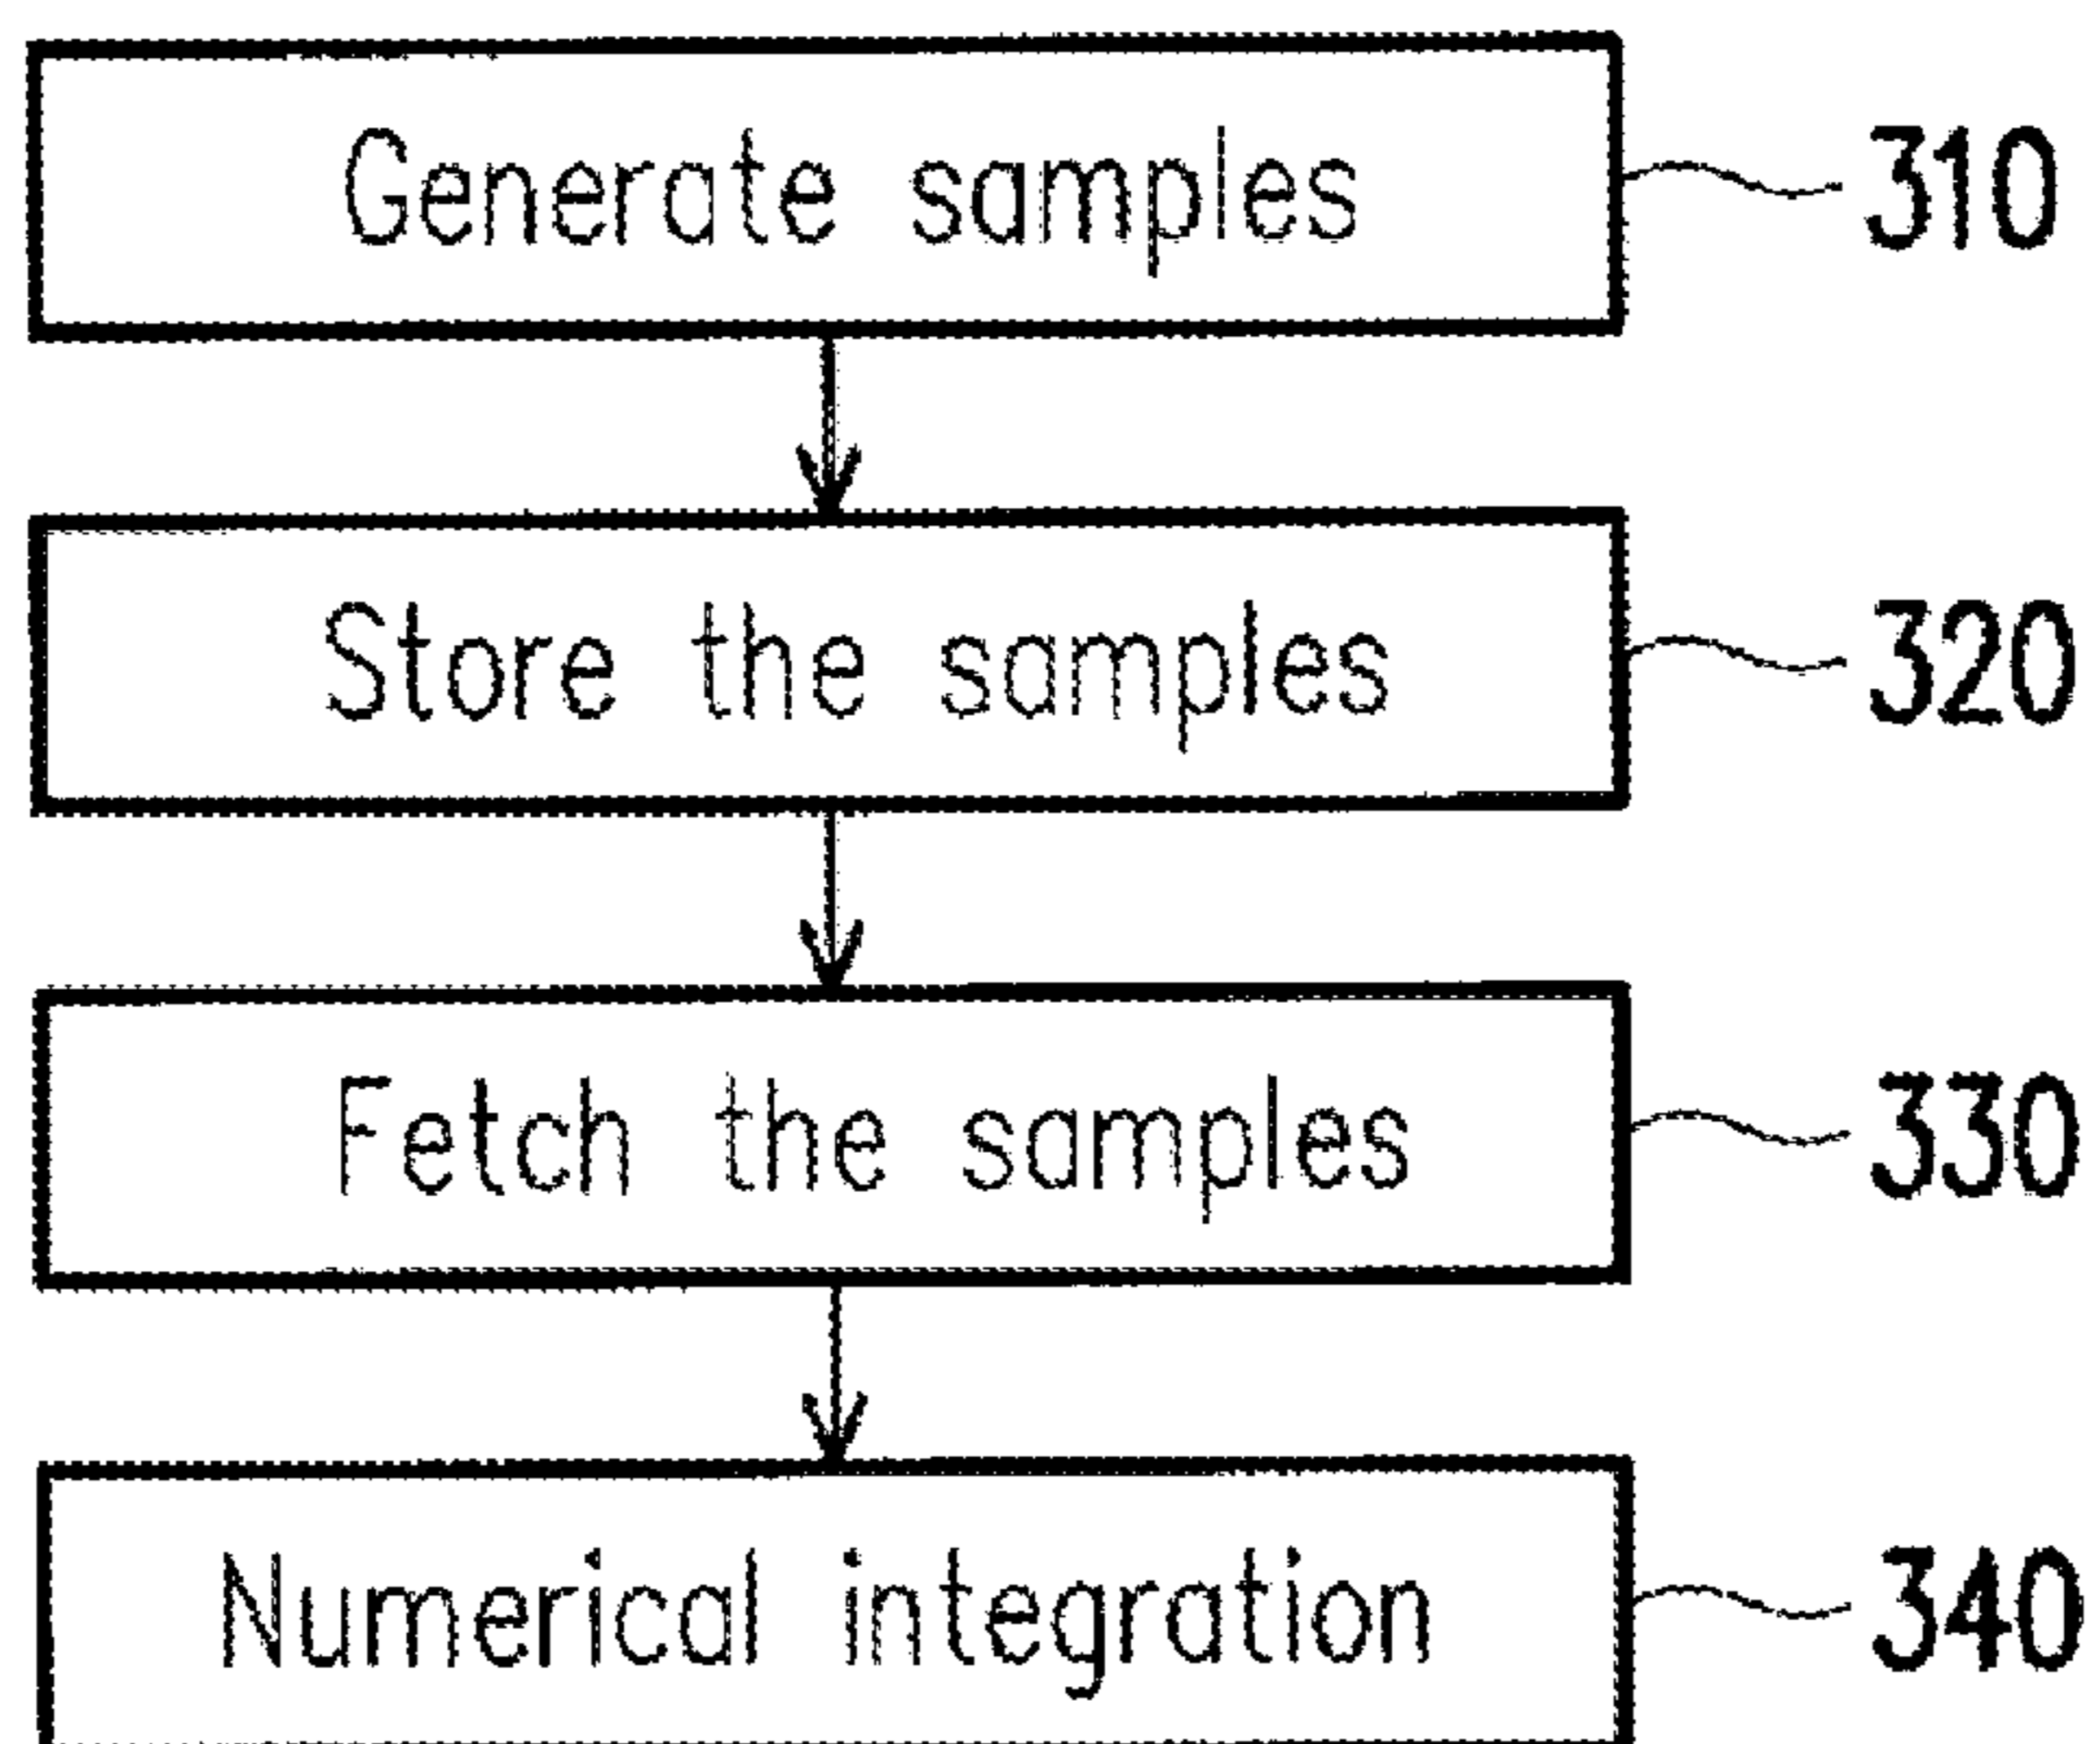 Generate samples 310
Store the samples 320
Fetch the samples 330
Numerical integration 340